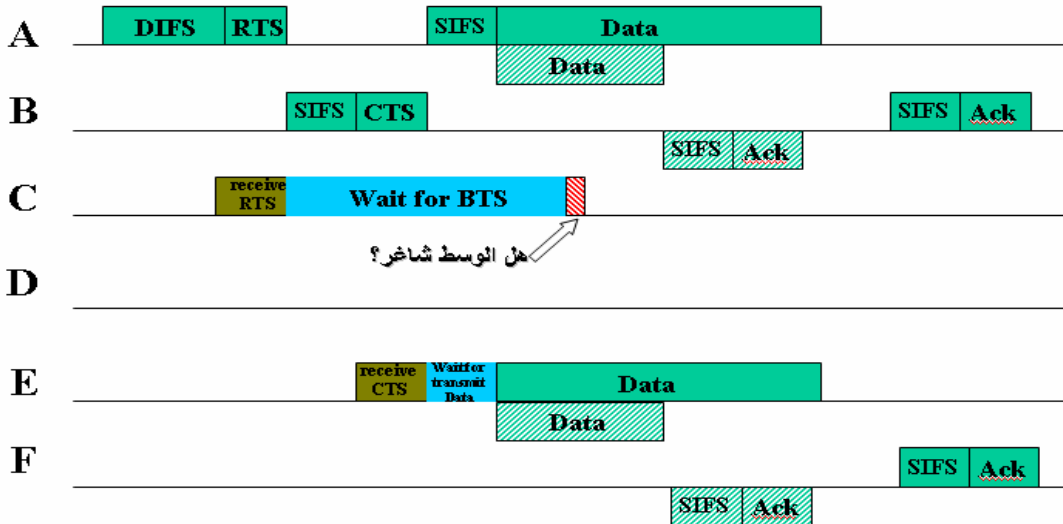 A
DIFS
RTS
SIFS
Data
Data
B
SIFS
CTS
SIFS
Ack
SIFS
Ack
C
receive
RTS
Wait for BTS
هل الوسط شاغر؟
D
E
receive
CTS
Wait for
transmit
Data
Data
Data
F
SIFS
Ack
SIFS
Ack